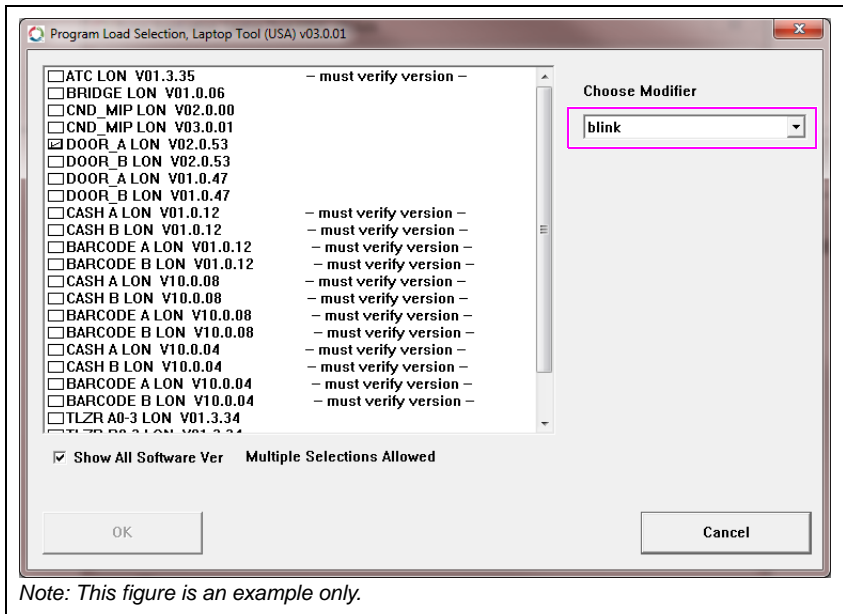 Program Load Selection, Laptop Tool (USA) v03.0.01
ATC LON V01.3.35 – must verify version –
BRIDGE LON V01.0.06
CND_MIP LON V02.0.00
CND_MIP LON V03.0.01
DOOR_A LON V02.0.53
DOOR_B LON V02.0.53
DOOR_A LON V01.0.47
DOOR_B LON V01.0.47
CASH A LON V01.0.12 – must verify version –
CASH B LON V01.0.12 – must verify version –
BARCODE A LON V01.0.12 – must verify version –
BARCODE B LON V01.0.12 – must verify version –
CASH A LON V10.0.08 – must verify version –
CASH B LON V10.0.08 – must verify version –
BARCODE A LON V10.0.08 – must verify version –
BARCODE B LON V10.0.08 – must verify version –
CASH A LON V10.0.04 – must verify version –
CASH B LON V10.0.04 – must verify version –
BARCODE A LON V10.0.04 – must verify version –
BARCODE B LON V10.0.04 – must verify version –
TLZR A0-3 LON V01.3.34
Choose Modifier
blink
Show All Software Ver Multiple Selections Allowed
OK
Cancel
Note: This figure is an example only.